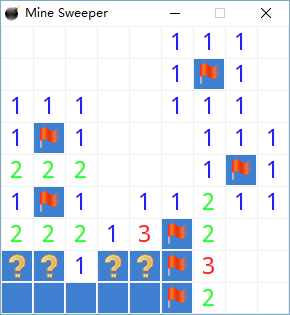 Mine Sweeper
1 1 1
1 1
1 1 1 1 1 1
1 1 1 1 1
2 2 2 1 1
1 1 1 1 2 1 1
2 2 2 1 3 2
? ? 1 ? ? 3
2